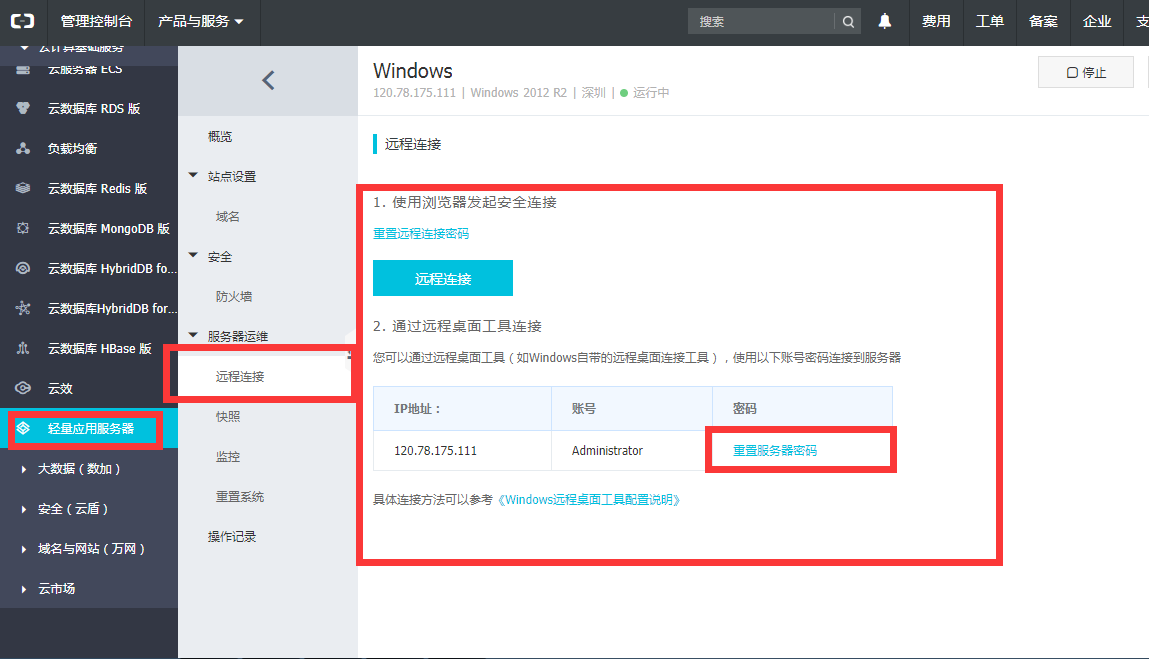 管理控制台
产品与服务
搜索
费用
工单
备案
企业
支
云计算基础服务
云服务器 ECS
云数据库 RDS 版
负载均衡
云数据库 Redis 版
云数据库 MongoDB 版
云数据库 HybridDB fo...
云数据库HybridDB for...
云数据库 HBase 版
云效
轻量应用服务器
大数据（数加）
安全（云盾）
域名与网站（万网）
云市场
概览
站点设置
域名
安全
防火墙
服务器运维
远程连接
快照
监控
重置系统
操作记录
Windows
120.78.175.111 | Windows 2012 R2 | 深圳 | 运行中
停止
远程连接
1. 使用浏览器发起安全连接
重置远程连接密码
远程连接
2. 通过远程桌面工具连接
您可以通过远程桌面工具（如Windows自带的远程桌面连接工具），使用以下账号密码连接到服务器
IP地址： 账号 密码
120.78.175.111 Administrator 重置服务器密码
具体连接方法可以参考《Windows远程桌面工具配置说明》